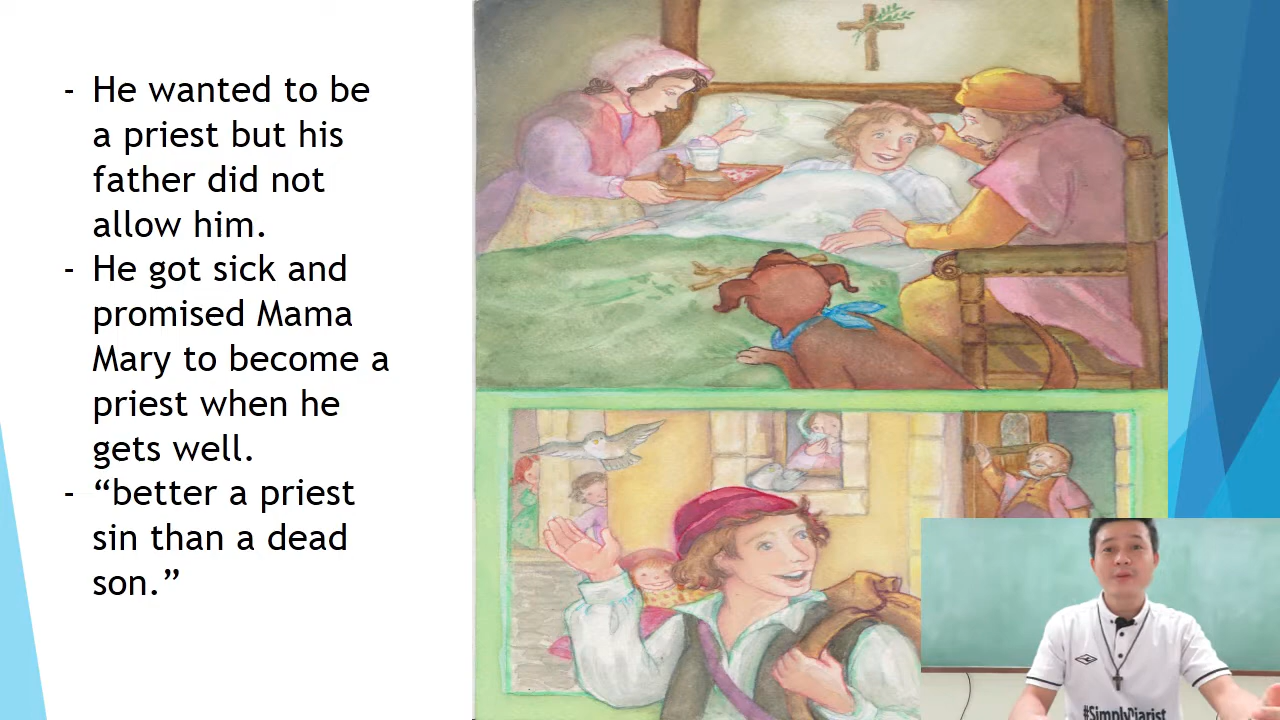 - He wanted to be
a priest but his
father did not
allow him.
- He got sick and
promised Mama
Mary to become a
priest when he
gets well.
- “better a priest
sin than a dead
son.”
#SimplyPiarist